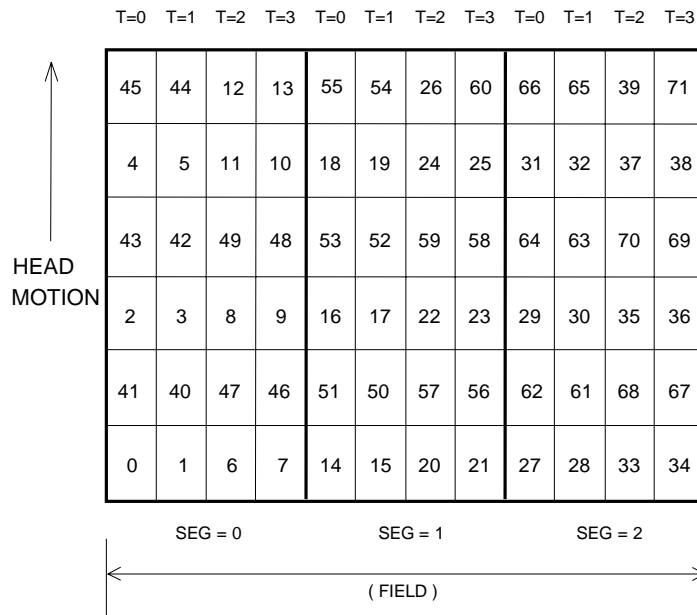 T=0 T=1 T=2 T=3 T=0 T=1 T=2 T=3 T=0 T=1 T=2 T=3
45 44 12 13 55 54 26 60 66 65 39 71
4 5 11 10 18 19 24 25 31 32 37 38
43 42 49 48 53 52 59 58 64 63 70 69
HEAD
MOTION
2 3 8 9 16 17 22 23 29 30 35 36
41 40 47 46 51 50 57 56 62 61 68 67
0 1 6 7 14 15 20 21 27 28 33 34
SEG = 0 SEG = 1 SEG = 2
( FIELD )